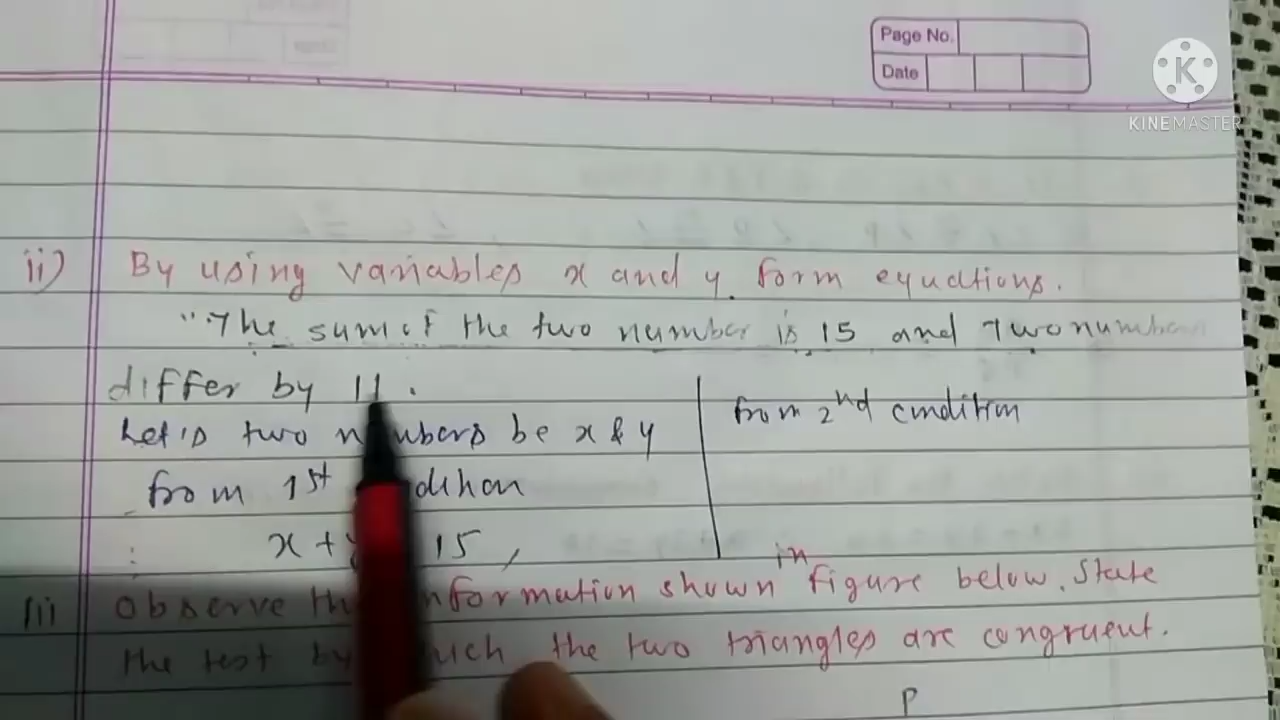 Page No.
Date
KINEMASTER
ii) By using variables x and y form equations.
"The sum of the two number is 15 and two number
differ by 11.
Let's two numbers be x & y
from 1st
x + 15,
from 2nd condition
iii) Observe the information shown in figure below. State
the test by which the two triangles are congruent.
P